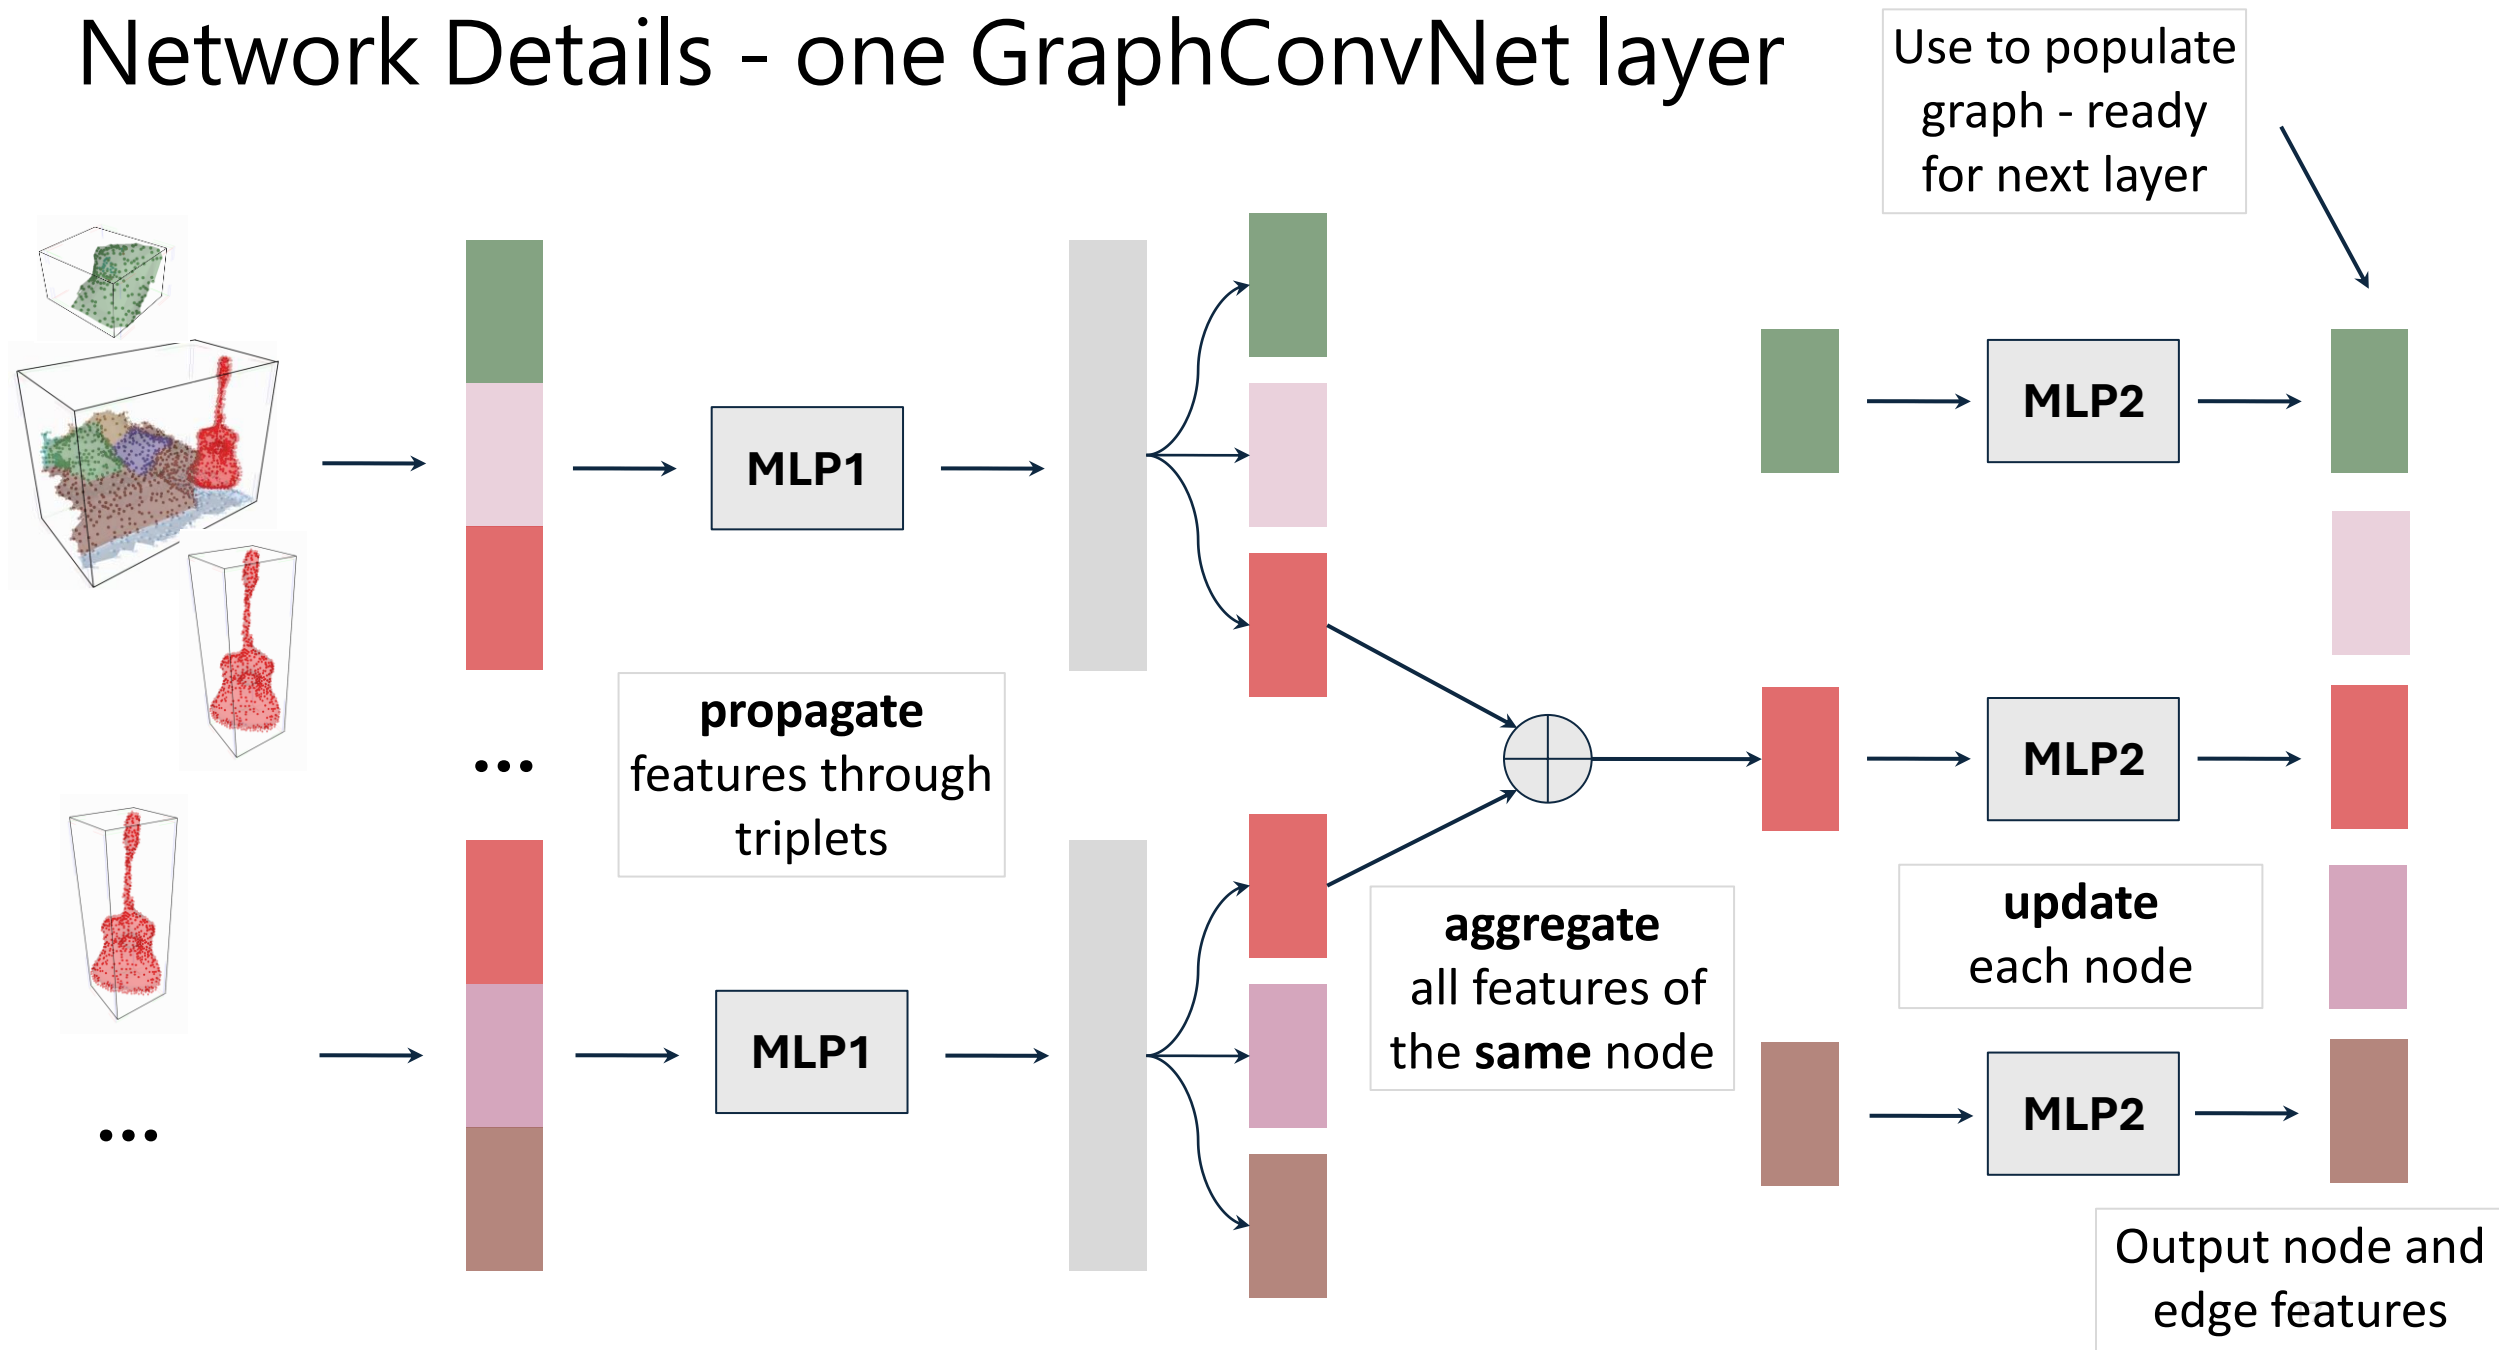 Network Details - one GraphConvNet layer
Use to populate
graph - ready
for next layer
MLP1
MLP2
propagate
features through
triplets
...
MLP2
aggregate
all features of
the same node
update
each node
MLP1
MLP2
...
Output node and
edge features